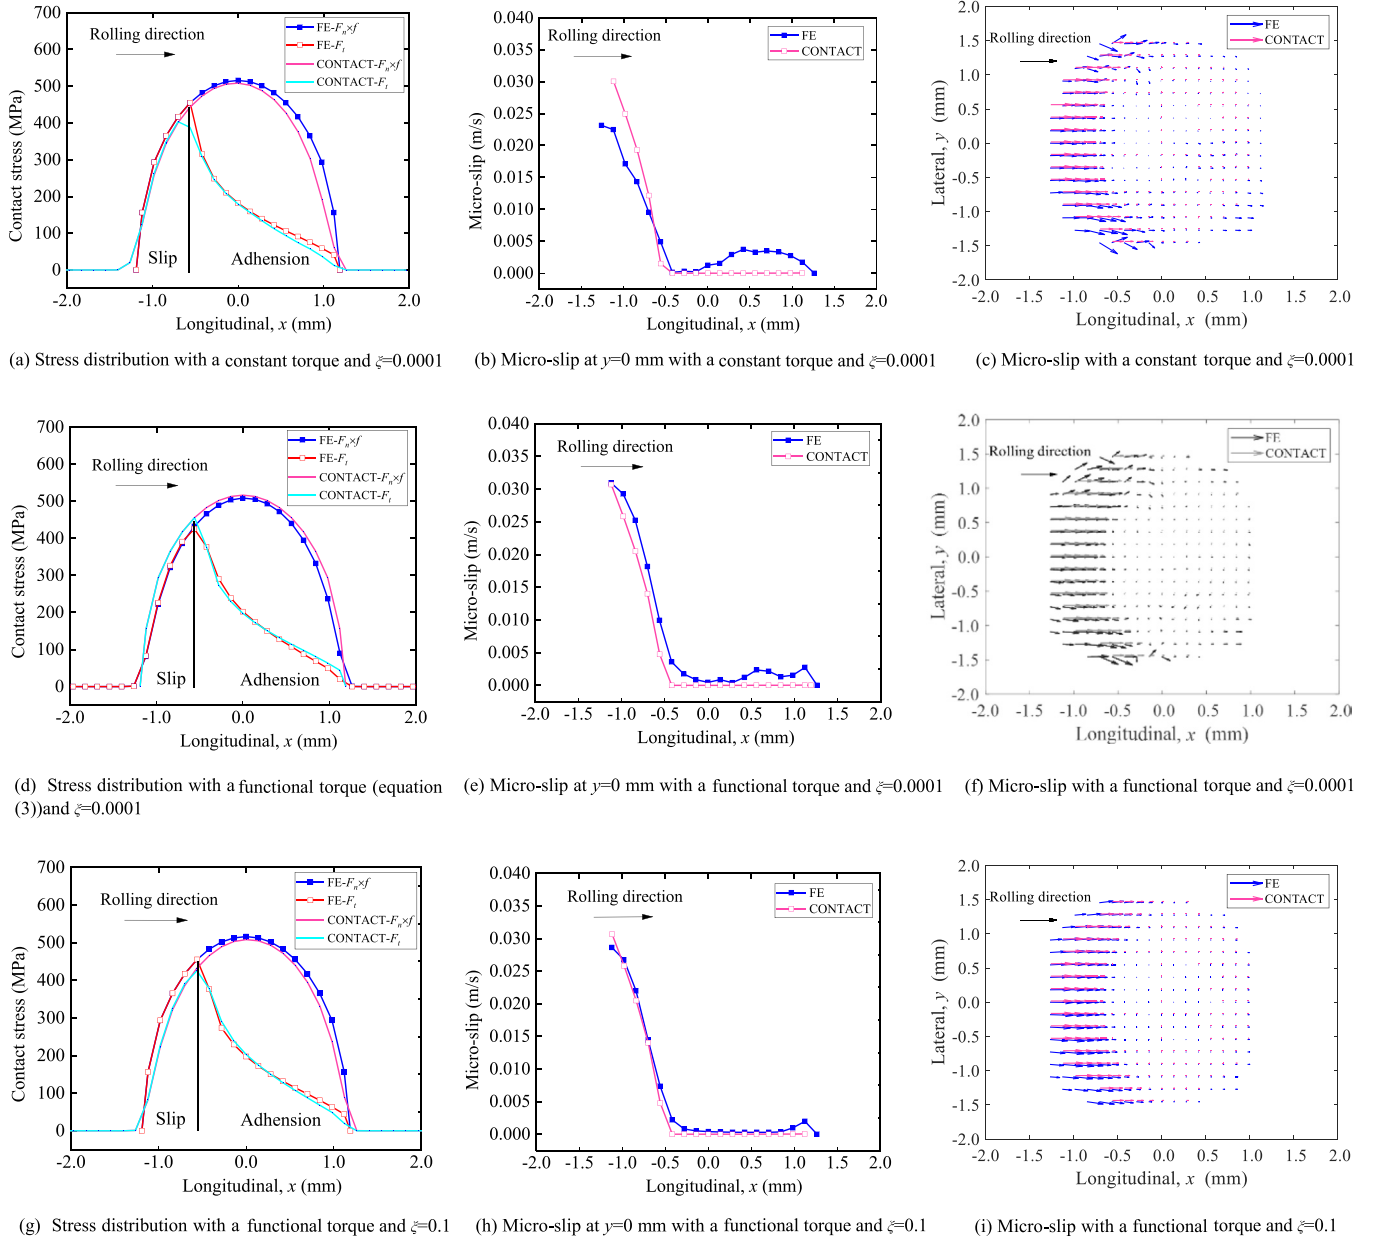 700
600
500
400
300
200
100
0
Contact stress (MPa)
Rolling direction
FE-Fn×f
FE-Ft
CONTACT-Fn×f
CONTACT-Ft
Slip
Adhension
-2.0 -1.0 0.0 1.0 2.0
Longitudinal, x (mm)
(a) Stress distribution with a constant torque and ξ=0.0001
0.040
0.035
0.030
0.025
0.020
0.015
0.010
0.005
0.000
Micro-slip (m/s)
Rolling direction
FE
CONTACT
-2.0 -1.5 -1.0 -0.5 0.0 0.5 1.0 1.5 2.0
Longitudinal, x (mm)
(b) Micro-slip at y=0 mm with a constant torque and ξ=0.0001
2.0
1.5
1.0
0.5
0.0
-0.5
-1.0
-1.5
-2.0
Lateral, y (mm)
Rolling direction
FE
CONTACT
-2.0 -1.5 -1.0 -0.5 0.0 0.5 1.0 1.5 2.0
Longitudinal, x (mm)
(c) Micro-slip with a constant torque and ξ=0.0001
700
600
500
400
300
200
100
0
Contact stress (MPa)
Rolling direction
FE-Fn×f
FE-Ft
CONTACT-Fn×f
CONTACT-Ft
Slip
Adhension
-2.0 -1.0 0.0 1.0 2.0
Longitudinal, x (mm)
(d) Stress distribution with a functional torque (equation
(3))and ξ=0.0001
0.040
0.035
0.030
0.025
0.020
0.015
0.010
0.005
0.000
Micro-slip (m/s)
Rolling direction
FE
CONTACT
-2.0 -1.5 -1.0 -0.5 0.0 0.5 1.0 1.5 2.0
Longitudinal, x (mm)
(e) Micro-slip at y=0 mm with a functional torque and ξ=0.0001
2.0
1.5
1.0
0.5
0.0
-0.5
-1.0
-1.5
-2.0
Lateral, y (mm)
Rolling direction
FE
CONTACT
-2.0 -1.5 -1.0 -0.5 0.0 0.5 1.0 1.5 2.0
Longitudinal, x (mm)
(f) Micro-slip with a functional torque and ξ=0.0001
700
600
500
400
300
200
100
0
Contact stress (MPa)
Rolling direction
FE-Fn×f
FE-Ft
CONTACT-Fn×f
CONTACT-Ft
Slip
Adhension
-2.0 -1.0 0.0 1.0 2.0
Longitudinal, x (mm)
(g) Stress distribution with a functional torque and ξ=0.1
0.040
0.035
0.030
0.025
0.020
0.015
0.010
0.005
0.000
Micro-slip (m/s)
Rolling direction
FE
CONTACT
-2.0 -1.5 -1.0 -0.5 0.0 0.5 1.0 1.5 2.0
Longitudinal, x (mm)
(h) Micro-slip at y=0 mm with a functional torque and ξ=0.1
2.0
1.5
1.0
0.5
0.0
-0.5
-1.0
-1.5
-2.0
Lateral, y (mm)
Rolling direction
FE
CONTACT
-2.0 -1.5 -1.0 -0.5 0.0 0.5 1.0 1.5 2.0
Longitudinal, x (mm)
(i) Micro-slip with a functional torque and ξ=0.1